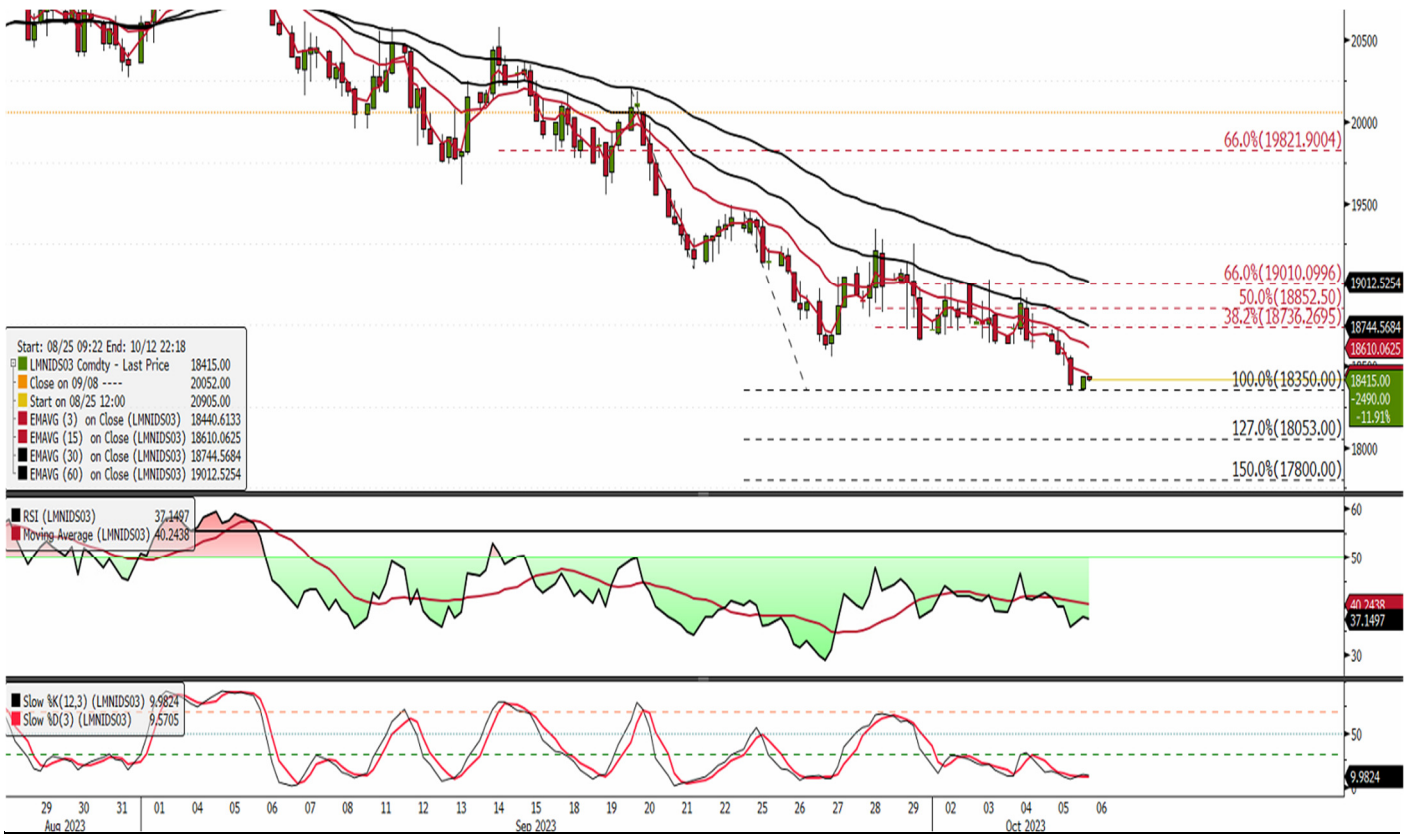 20500
20000
66.0%(19821.9004)
19500
66.0%(19010.0996)
19012.5254
50.0%(18852.50)
38.2%(18736.2695)
18744.5684
18610.0625
100.0%(18350.00)
18415.00
-2490.00
-11.91%
127.0%(18053.00)
18000
150.0%(17800.00)
Start: 08/25 09:22 End: 10/12 22:18
LMNIDS03 Comdty - Last Price 18415.00
Close on 09/08 ---- 20052.00
Start on 08/25 12:00 20905.00
EMAVG (3) on Close (LMNIDS03) 18440.6133
EMAVG (15) on Close (LMNIDS03) 18610.0625
EMAVG (30) on Close (LMNIDS03) 18744.5684
EMAVG (60) on Close (LMNIDS03) 19012.5254
RSI (LMNIDS03) 37.1497
Moving Average (LMNIDS03) 40.2438
60
50
40.2438
37.1497
30
Slow %K(12,3) (LMNIDS03) 9.9824
Slow %D(3) (LMNIDS03) 9.5705
50
9.9824
0
29 30 31 01 04 05 06 07 08 11 12 13 14 15 18 19 20 21 22 25 26 27 28 29 02 03 04 05 06
Aug 2023 Sep 2023 Oct 2023